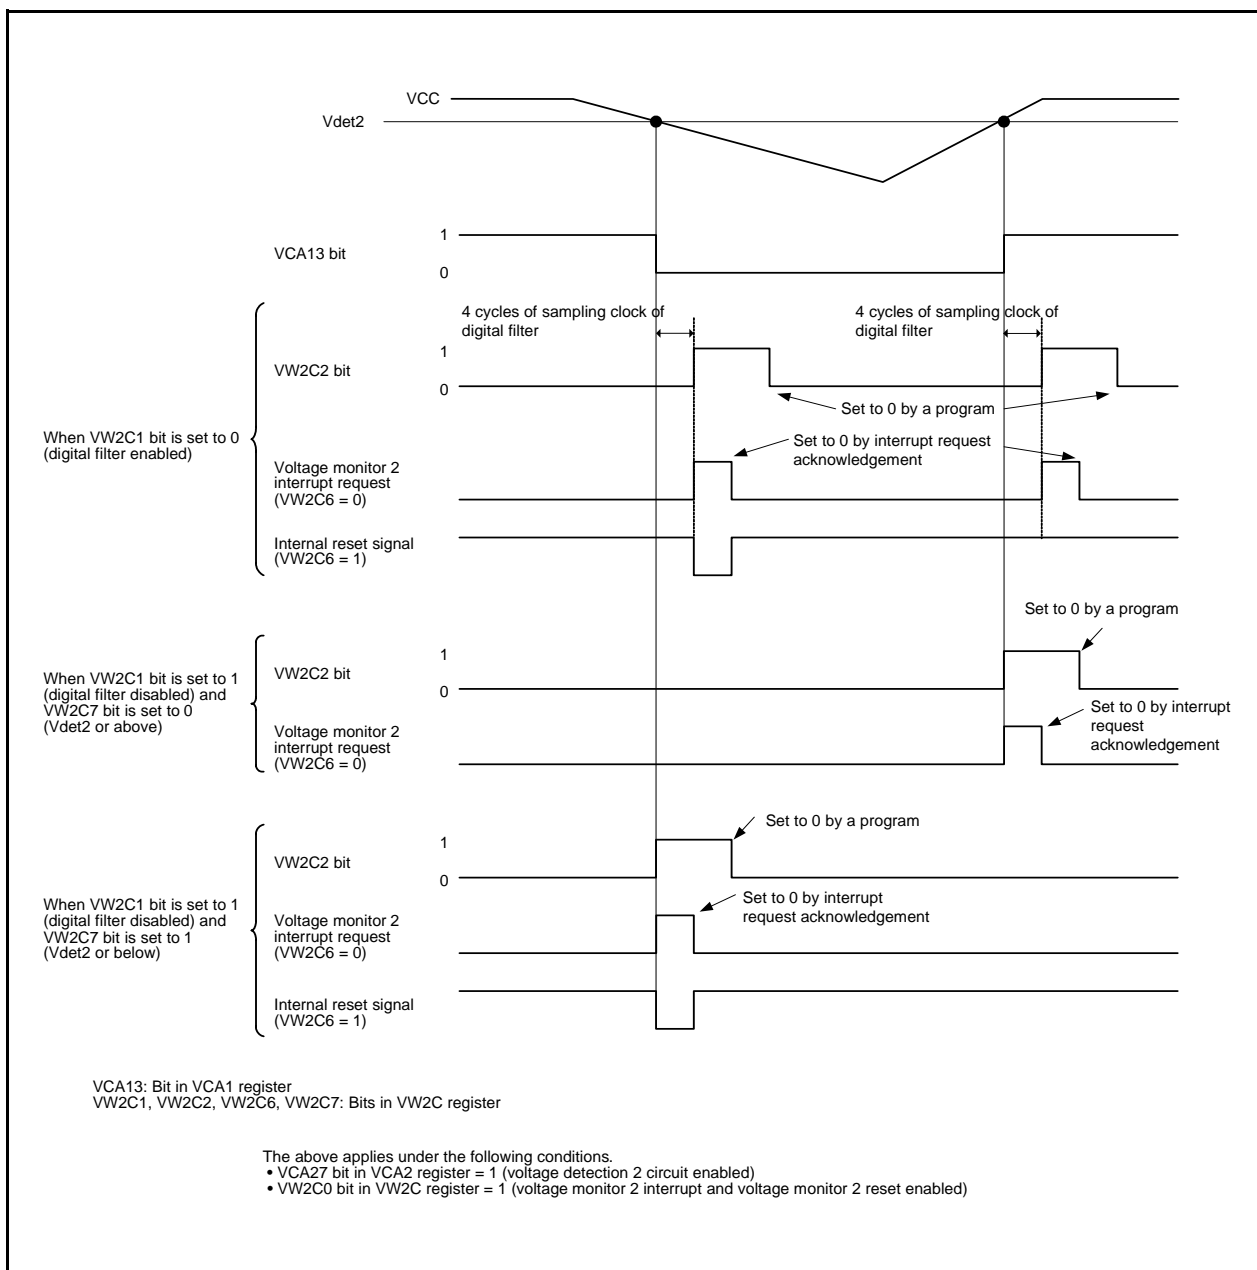 VCC
Vdet2
1
VCA13 bit
0
4 cycles of sampling clock of
digital filter
4 cycles of sampling clock of
digital filter
1
VW2C2 bit
0
Set to 0 by a program
When VW2C1 bit is set to 0
(digital filter enabled)
Set to 0 by interrupt request
acknowledgement
Voltage monitor 2
interrupt request
(VW2C6 = 0)
Internal reset signal
(VW2C6 = 1)
Set to 0 by a program
1
VW2C2 bit
0
When VW2C1 bit is set to 1
(digital filter disabled) and
VW2C7 bit is set to 0
(Vdet2 or above)
Set to 0 by interrupt
request
acknowledgement
Voltage monitor 2
interrupt request
(VW2C6 = 0)
Set to 0 by a program
1
VW2C2 bit
0
When VW2C1 bit is set to 1
(digital filter disabled) and
VW2C7 bit is set to 1
(Vdet2 or below)
Set to 0 by interrupt
request acknowledgement
Voltage monitor 2
interrupt request
(VW2C6 = 0)
Internal reset signal
(VW2C6 = 1)
VCA13: Bit in VCA1 register
VW2C1, VW2C2, VW2C6, VW2C7: Bits in VW2C register
The above applies under the following conditions.
• VCA27 bit in VCA2 register = 1 (voltage detection 2 circuit enabled)
• VW2C0 bit in VW2C register = 1 (voltage monitor 2 interrupt and voltage monitor 2 reset enabled)